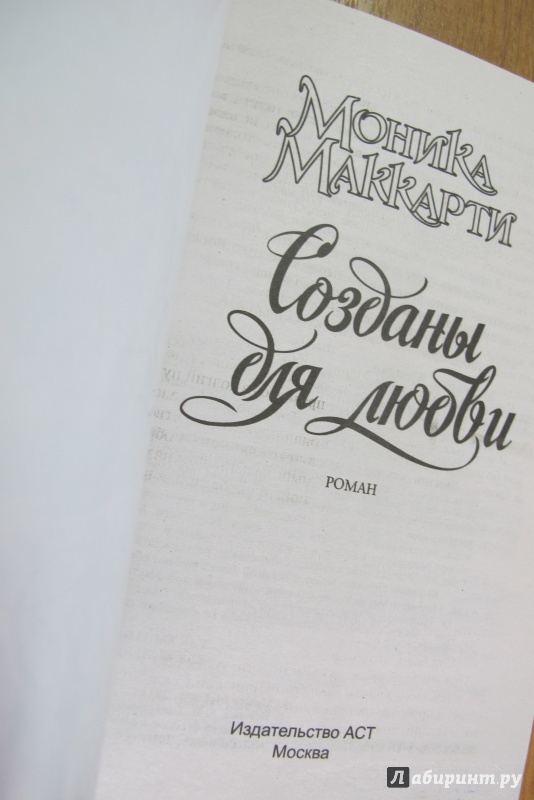 Моника
Маккарти
Созданы
для любви
РОМАН
Издательство АСТ
Москва
Лабиринт.ру